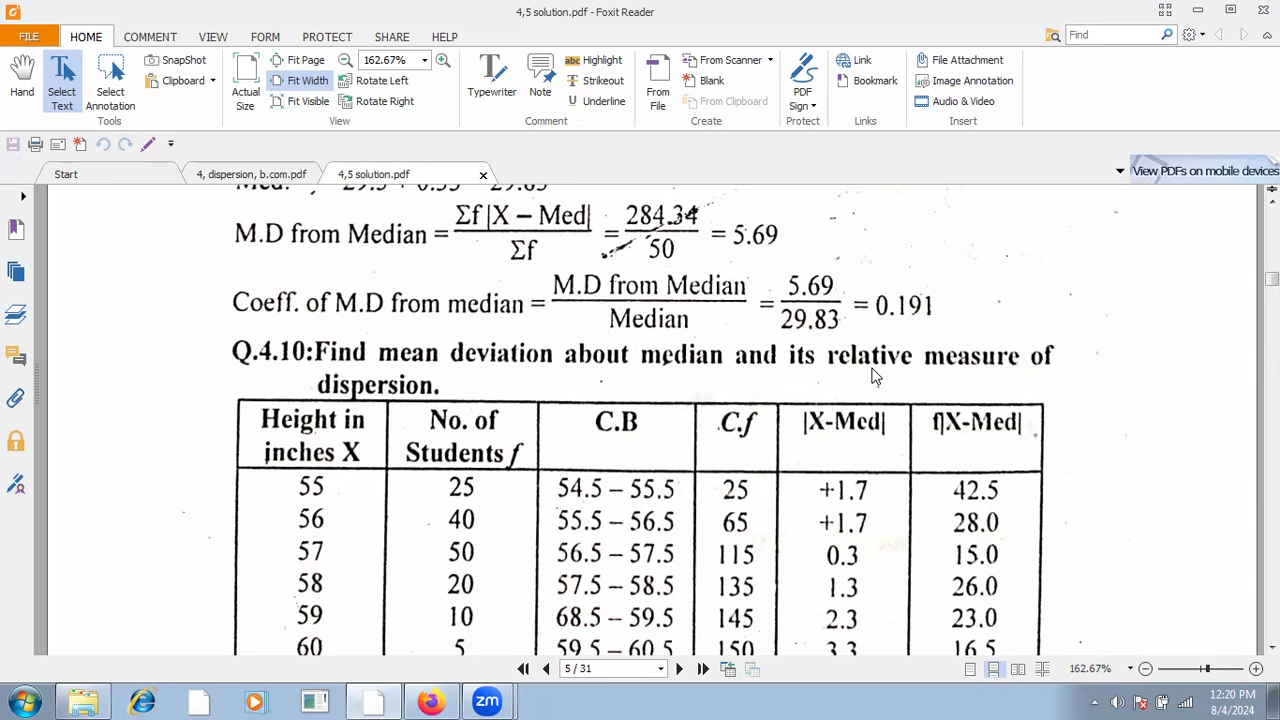 4,5 solution.pdf - Foxit Reader
FILE HOME COMMENT VIEW FORM PROTECT SHARE HELP
Find
Hand
Select
Text
Select
Annotation
SnapShot
Clipboard
Tools
Actual
Size
Fit Page
Fit Width
Fit Visible
162.67%
Rotate Left
Rotate Right
View
Typewriter
Note
Highlight
Strikeout
Underline
Comment
From
File
From Scanner
Blank
From Clipboard
Create
PDF
Sign
Protect
Link
Bookmark
Links
File Attachment
Image Annotation
Audio & Video
Insert
Start 4, dispersion, b.com.pdf 4,5 solution.pdf
View PDFs on mobile devices
M.D from Median = Σf |X – Med| / Σf = 284.34 / 50 = 5.69
Coeff. of M.D from median = M.D from Median / Median = 5.69 / 29.83 = 0.191
Q.4.10:Find mean deviation about median and its relative measure of
dispersion.
Height in inches X No. of Students f C.B C.f |X-Med| f|X-Med|
55 25 54.5 – 55.5 25 +1.7 42.5
56 40 55.5 – 56.5 65 +1.7 28.0
57 50 56.5 – 57.5 115 0.3 15.0
58 20 57.5 – 58.5 135 1.3 26.0
59 10 68.5 – 59.5 145 2.3 23.0
60 5 59.5 – 60.5 150 3.3 16.5
5 / 31
162.67%
zm
12:20 PM
8/4/2024